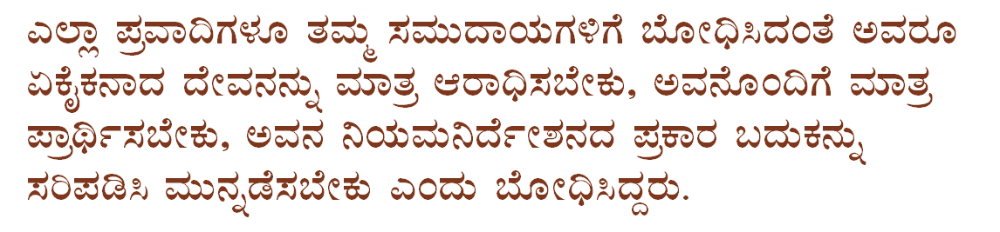 ಎಲ್ಲಾ ಪ್ರವಾದಿಗಳೂ ತಮ್ಮ ಸಮುದಾಯಗಳಿಗೆ ಬೋಧಿಸಿದಂತೆ ಅವರೂ
ಏಕೈಕನಾದ ದೇವನನ್ನು ಮಾತ್ರ ಆರಾಧಿಸಬೇಕು, ಅವನೊಂದಿಗೆ ಮಾತ್ರ
ಪ್ರಾರ್ಥಿಸಬೇಕು, ಅವನ ನಿಯಮನಿರ್ದೇಶನದ ಪ್ರಕಾರ ಬದುಕನ್ನು
ಸರಿಪಡಿಸಿ ಮುನ್ನಡೆಸಬೇಕು ಎಂದು ಬೋಧಿಸಿದ್ದರು.